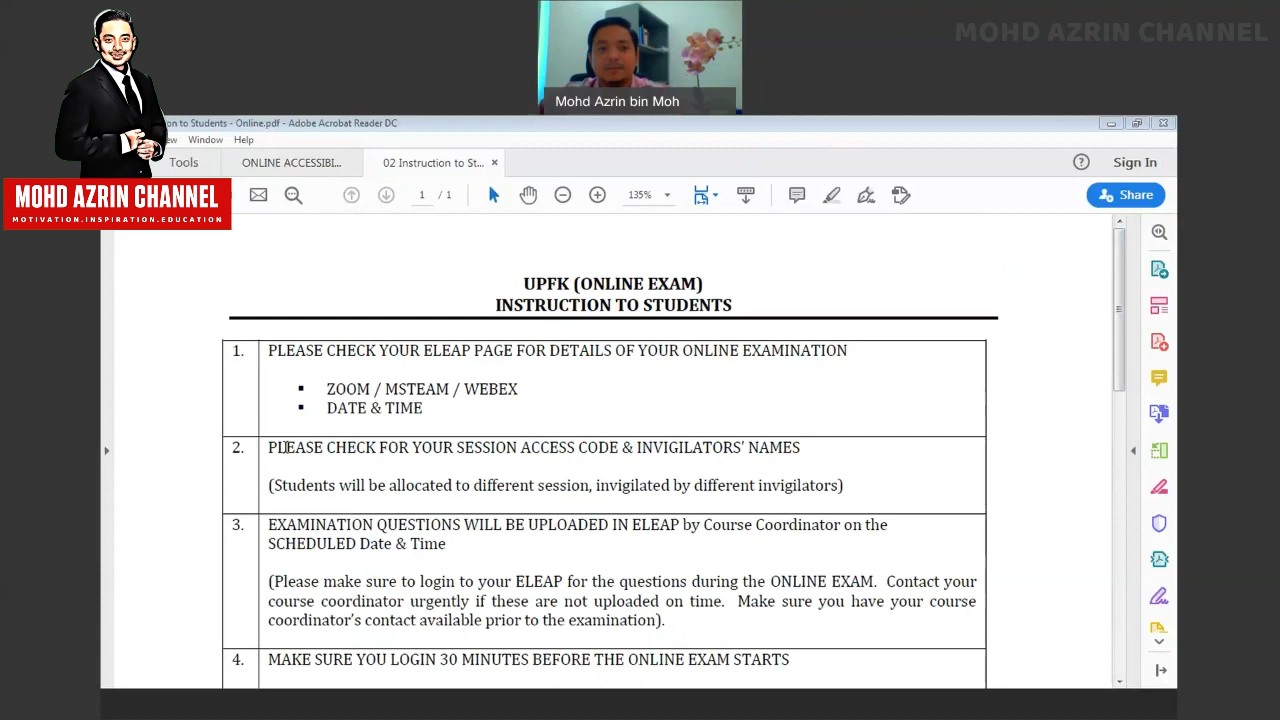 MOHD AZRIN CHANNEL
Mohd Azrin bin Moh
MOHD AZRIN CHANNEL
MOTIVATION.INSPIRATION.EDUCATION
on to Students - Online.pdf - Adobe Acrobat Reader DC
ew Window Help
Tools ONLINE ACCESSIBI... 02 Instruction to St... × Sign In
1 / 1 135% Share
UPFK (ONLINE EXAM)
INSTRUCTION TO STUDENTS
1. PLEASE CHECK YOUR ELEAP PAGE FOR DETAILS OF YOUR ONLINE EXAMINATION
▪ ZOOM / MSTEAM / WEBEX
▪ DATE & TIME
2. PLEASE CHECK FOR YOUR SESSION ACCESS CODE & INVIGILATORS’ NAMES
(Students will be allocated to different session, invigilated by different invigilators)
3. EXAMINATION QUESTIONS WILL BE UPLOADED IN ELEAP by Course Coordinator on the
SCHEDULED Date & Time
(Please make sure to login to your ELEAP for the questions during the ONLINE EXAM. Contact your
course coordinator urgently if these are not uploaded on time. Make sure you have your course
coordinator’s contact available prior to the examination).
4. MAKE SURE YOU LOGIN 30 MINUTES BEFORE THE ONLINE EXAM STARTS